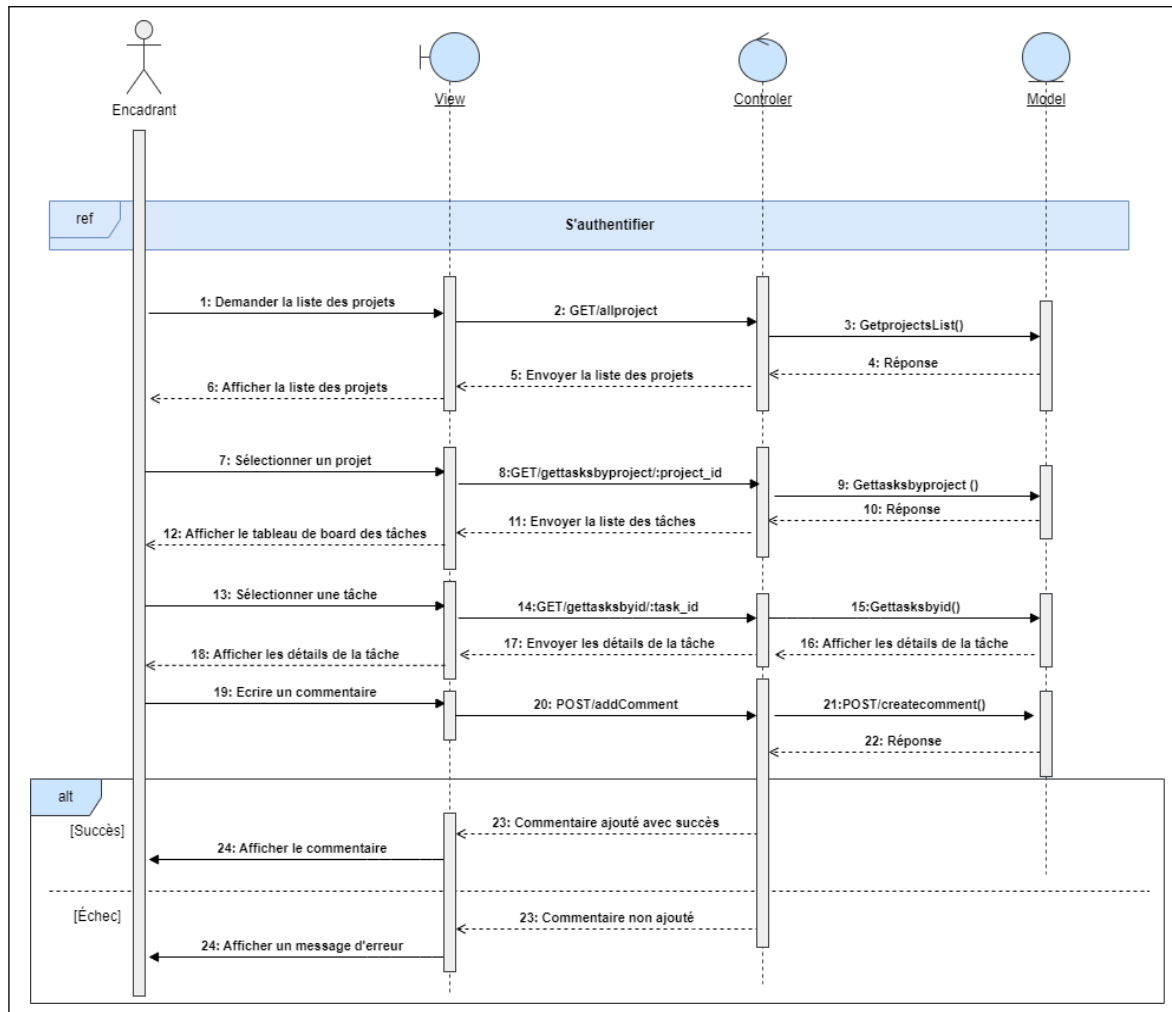 Encadrant
View
Controler
Model
ref
S'authentifier
1: Demander la liste des projets
2: GET/allproject
3: GetprojectsList()
4: Réponse
5: Envoyer la liste des projets
6: Afficher la liste des projets
7: Sélectionner un projet
8:GET/gettasksbyproject/:project_id
9: Gettasksbyproject ()
10: Réponse
11: Envoyer la liste des tâches
12: Afficher le tableau de board des tâches
13: Sélectionner une tâche
14:GET/gettasksbyid/:task_id
15:Gettasksbyid()
16: Afficher les détails de la tâche
17: Envoyer les détails de la tâche
18: Afficher les détails de la tâche
19: Ecrire un commentaire
20: POST/addComment
21:POST/createcomment()
22: Réponse
alt
[Succès]
23: Commentaire ajouté avec succès
24: Afficher le commentaire
[Échec]
23: Commentaire non ajouté
24: Afficher un message d'erreur